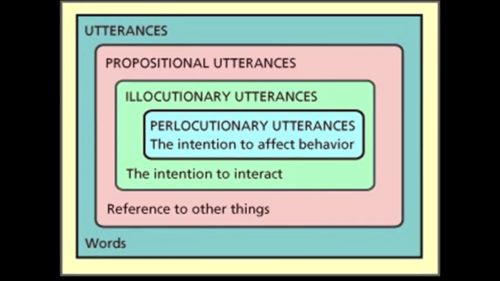 UTTERANCES
PROPOSITIONAL UTTERANCES
ILLOCUTIONARY UTTERANCES
PERLOCUTIONARY UTTERANCES
The intention to affect behavior
The intention to interact
Reference to other things
Words